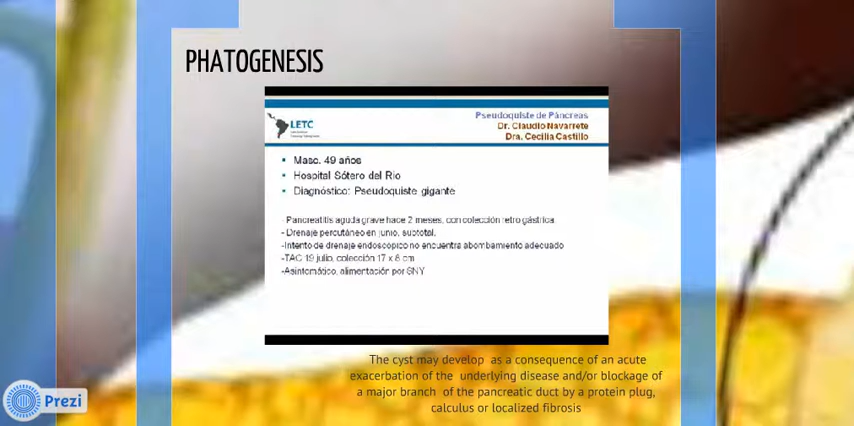 PHATOGENESIS
LETC
Pseudoquiste de Páncreas
Dr. Claudio Navarrete
Dra. Cecilia Castillo
Masc. 49 años
Hospital Sótero del Rio
Diagnóstico: Pseudoquiste gigante
- Pancreatitis aguda grave hace 2 meses, con colección retro gástrica.
- Drenaje percutáneo en junio, subtotal.
-Intento de drenaje endoscopico no encuentra abombamiento adecuado
-TAC 19 julio, colección 17 x 8 cm
-Asintomático, alimentación por SNY
The cyst may develop as a consequence of an acute
exacerbation of the underlying disease and/or blockage of
a major branch of the pancreatic duct by a protein plug,
calculus or localized fibrosis
Prezi